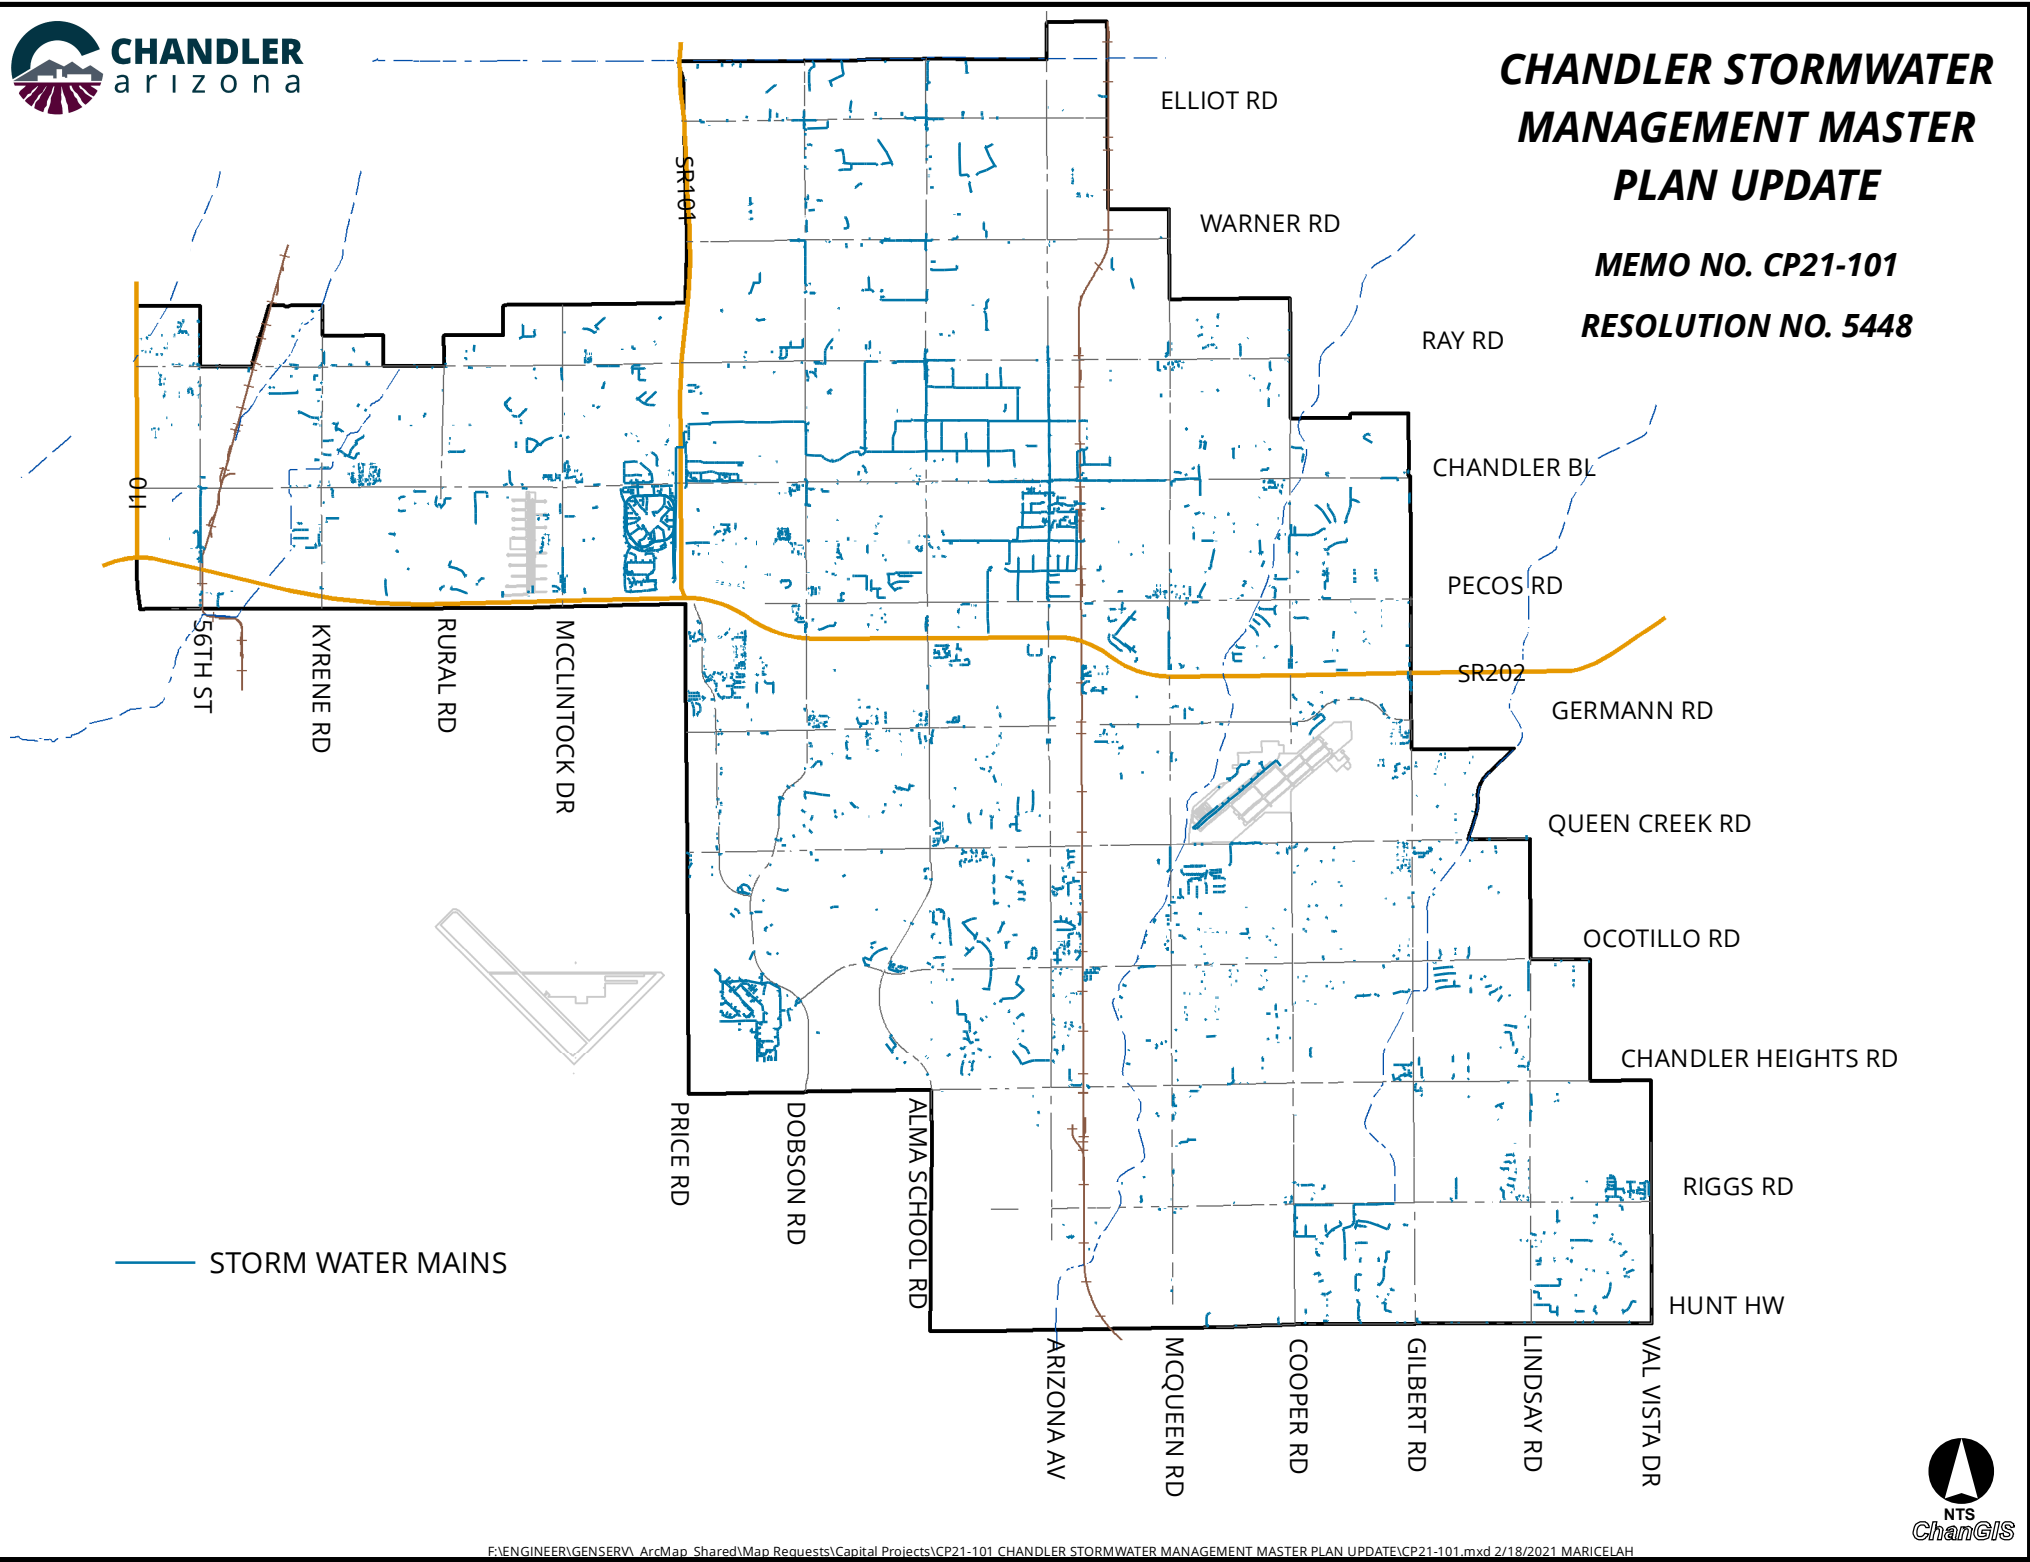 CHANDLER
arizona
CHANDLER STORMWATER
MANAGEMENT MASTER
PLAN UPDATE
MEMO NO. CP21-101
RESOLUTION NO. 5448
ELLIOT RD
WARNER RD
RAY RD
CHANDLER BL
PECOS RD
SR202
GERMANN RD
QUEEN CREEK RD
OCOTILLO RD
CHANDLER HEIGHTS RD
RIGGS RD
HUNT HW
SR101
I10
56TH ST
KYRENE RD
RURAL RD
MCCLINTOCK DR
PRICE RD
DOBSON RD
ALMA SCHOOL RD
ARIZONA AV
MCQUEEN RD
COOPER RD
GILBERT RD
LINDSAY RD
VAL VISTA DR
STORM WATER MAINS
NTS
ChanGIS
F:\ENGINEER\GENSERV\_ArcMap_Shared\Map Requests\Capital Projects\CP21-101 CHANDLER STORMWATER MANAGEMENT MASTER PLAN UPDATE\CP21-101.mxd 2/18/2021 MARICELAH